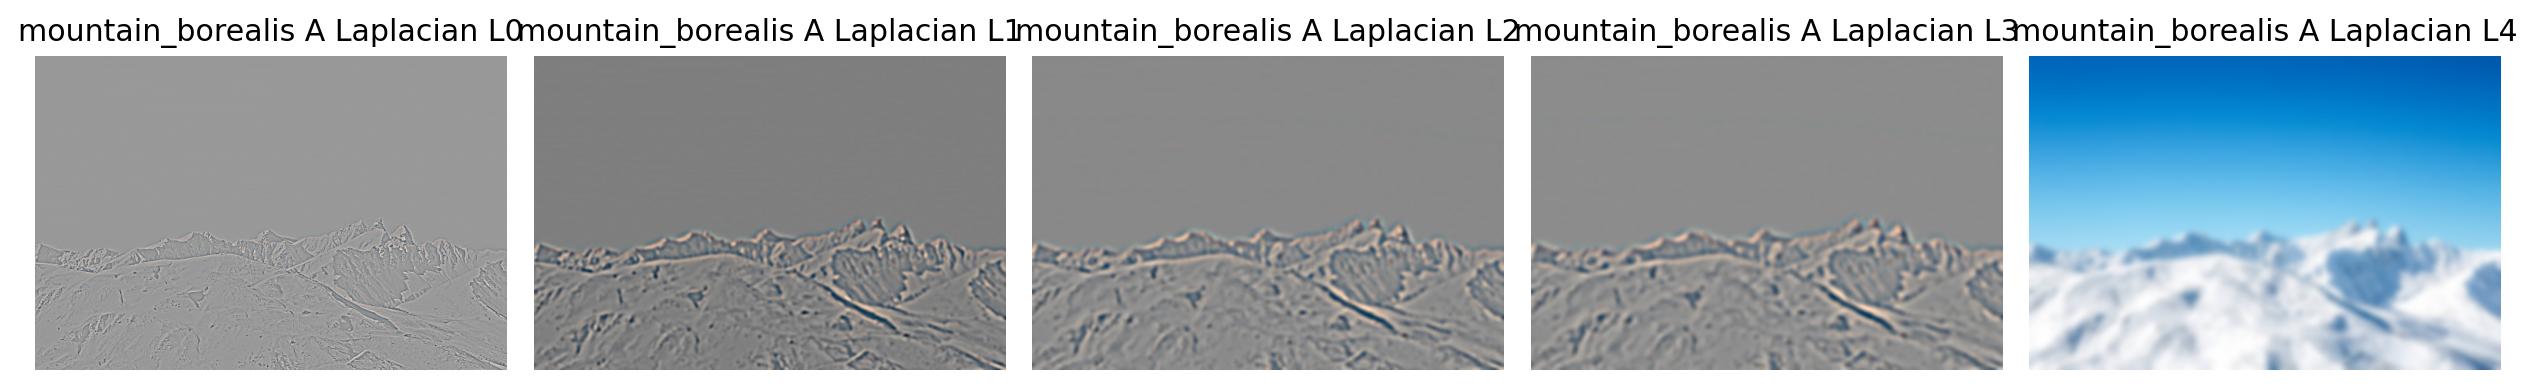 mountain_borealis A Laplacian L0
mountain_borealis A Laplacian L1
mountain_borealis A Laplacian L2
mountain_borealis A Laplacian L3
mountain_borealis A Laplacian L4